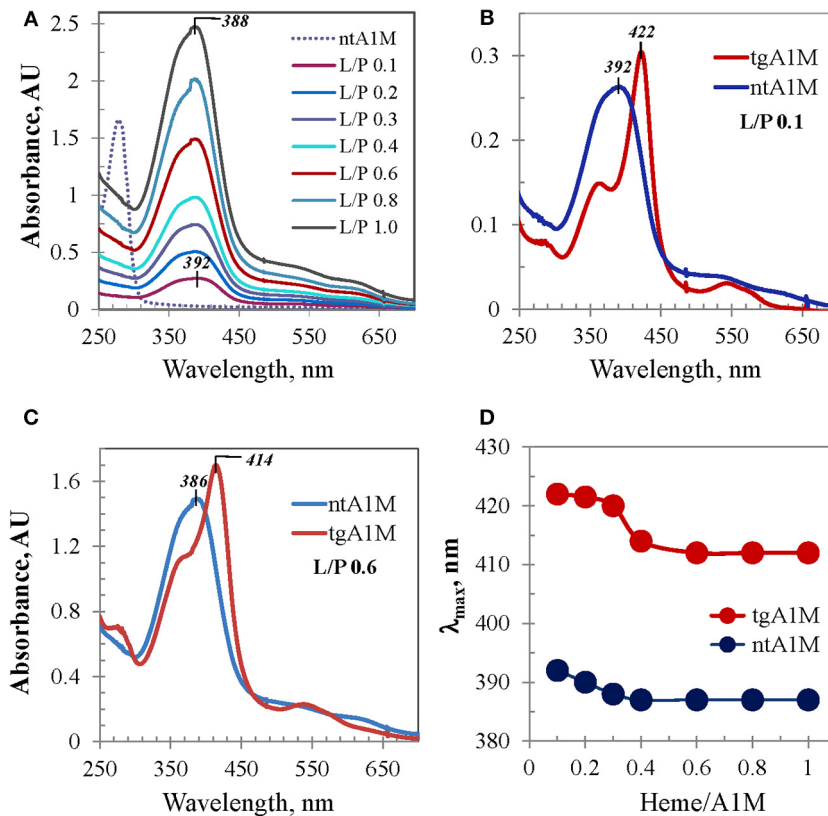 A
Absorbance, AU
2.5
2
1.5
1
0.5
0
388
392
ntA1M
L/P 0.1
L/P 0.2
L/P 0.3
L/P 0.4
L/P 0.6
L/P 0.8
L/P 1.0
250 350 450 550 650
Wavelength, nm
B
0.3
0.2
0.1
0
422
392
tgA1M
ntA1M
L/P 0.1
250 350 450 550 650
Wavelength, nm
C
Absorbance, AU
1.6
1.2
0.8
0.4
0
414
386
ntA1M
tgA1M
L/P 0.6
250 350 450 550 650
Wavelength, nm
D
λmax, nm
430
420
410
400
390
380
tgA1M
ntA1M
0 0.2 0.4 0.6 0.8 1
Heme/A1M